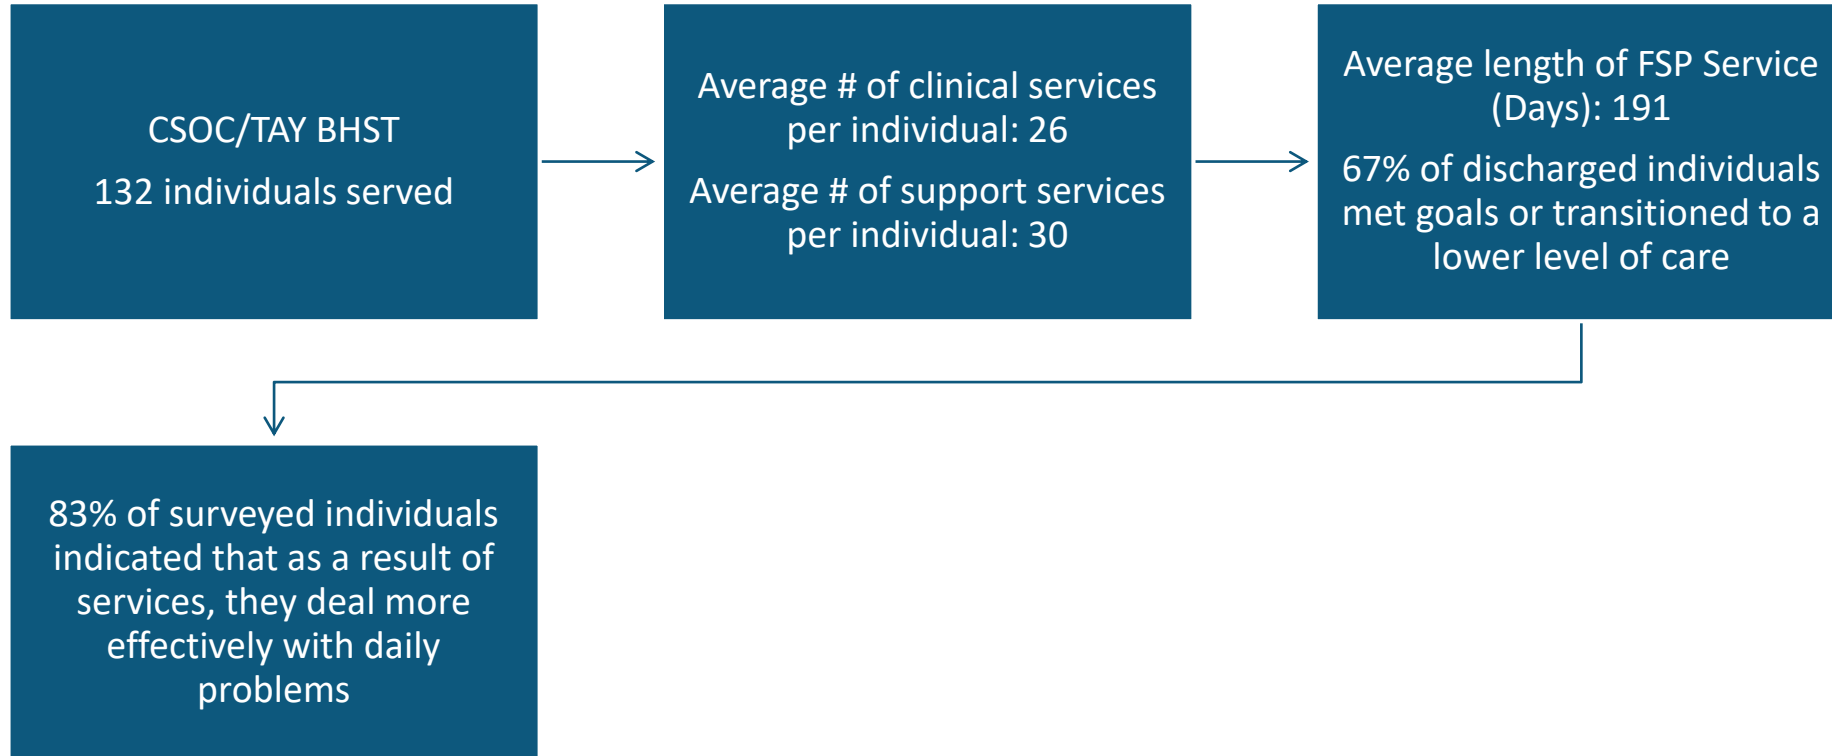 CSOC/TAY BHST
132 individuals served
Average # of clinical services
per individual: 26
Average # of support services
per individual: 30
Average length of FSP Service
(Days): 191
67% of discharged individuals
met goals or transitioned to a
lower level of care
83% of surveyed individuals
indicated that as a result of
services, they deal more
effectively with daily
problems